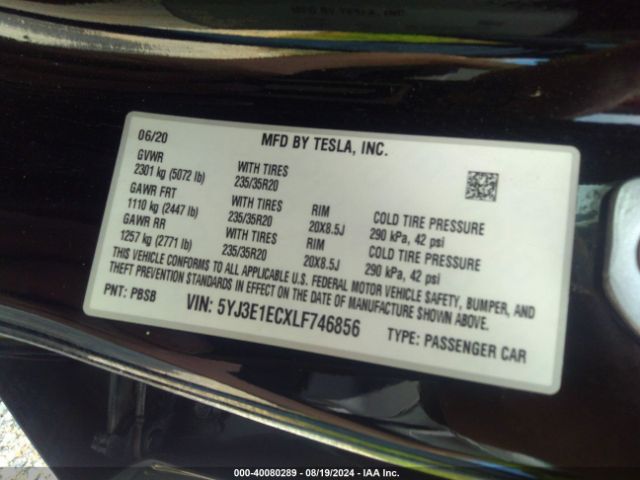 MFD BY TESLA, INC
06/20 MFD BY TESLA, INC.
GVWR
2301 kg (5072 lb) WITH TIRES 235/35R20
GAWR FRT
1110 kg (2447 lb) WITH TIRES 235/35R20 RIM 20X8.5J COLD TIRE PRESSURE 290 kPa, 42 psi
GAWR RR
1257 kg (2771 lb) WITH TIRES 235/35R20 RIM 20X8.5J COLD TIRE PRESSURE 290 kPa, 42 psi
THIS VEHICLE CONFORMS TO ALL APPLICABLE U.S. FEDERAL MOTOR VEHICLE SAFETY, BUMPER, AND
THEFT PREVENTION STANDARDS IN EFFECT ON THE DATE OF MANUFACTURE SHOWN ABOVE.
PNT: PBSB VIN: 5YJ3E1ECXLF746856 TYPE: PASSENGER CAR
000-40080289 - 08/19/2024 - IAA Inc.